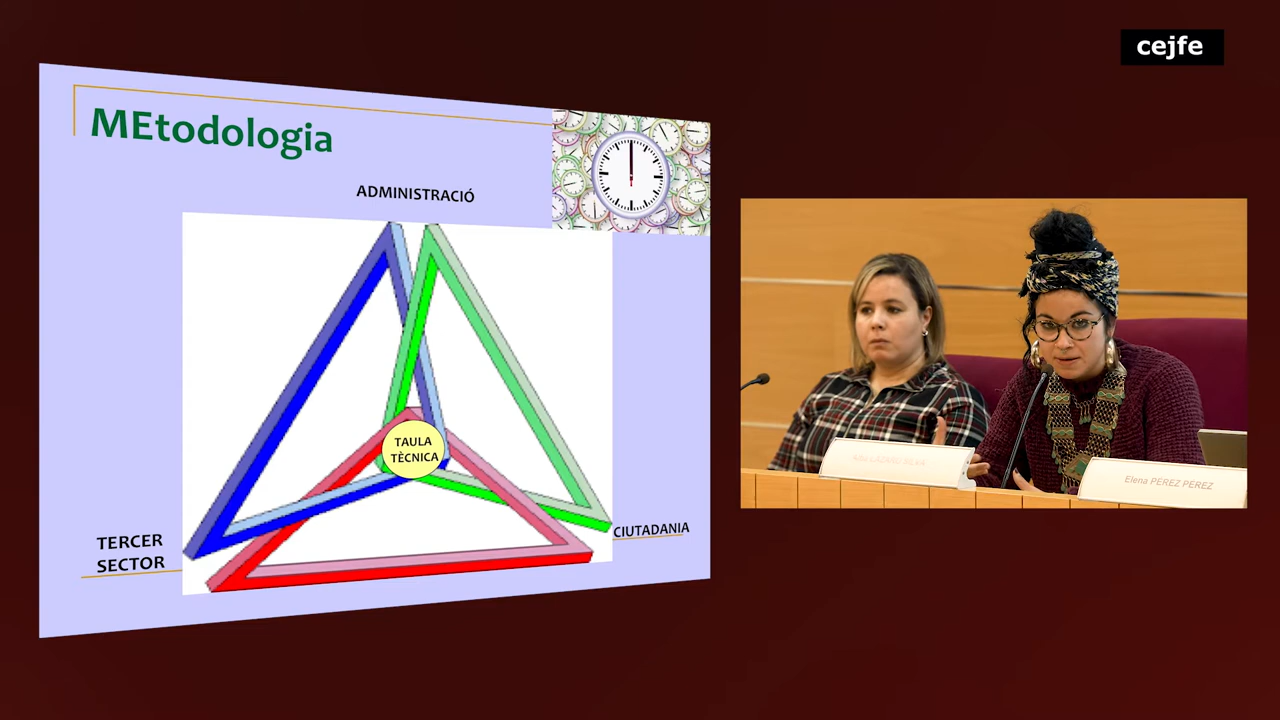 cejfe
MEtodologia
ADMINISTRACIÓ
TAULA
TÈCNICA
TERCER
SECTOR
CIUTADANIA
Elena PEREZ PEREZ